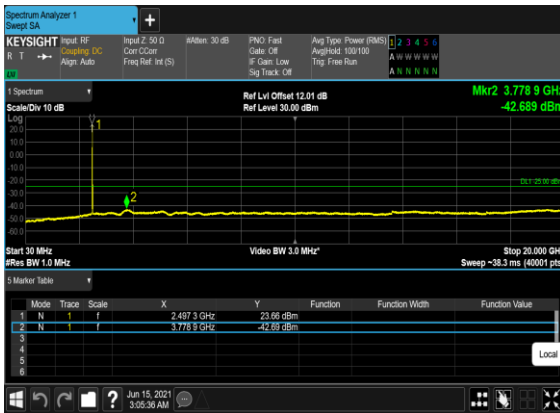 Spectrum Analyzer 1
Swept SA
+
KEYSIGHT Input: RF Input Z: 50 Ω #Atten: 30 dB PNO: Fast Avg Type: Power (RMS) 1 2 3 4 5 6
R T Coupling: DC Corr CCorr Gate: Off Avg|Hold: 100/100 A W W W W W
Align: Auto Freq Ref: Int (S) IF Gain: Low Trig: Free Run
Sig Track: Off A N N N N N
1 Spectrum
Scale/Div 10 dB
Ref Lvl Offset 12.01 dB
Ref Level 30.00 dBm
Mkr2 3.778 9 GHz
-42.689 dBm
Log
20.0
10.0
0.00
-10.0
-20.0
-30.0
-40.0
-50.0
-60.0
1
2
DL1 -25.00 dBm
Start 30 MHz Video BW 3.0 MHz* Stop 20.000 GH
#Res BW 1.0 MHz Sweep ~38.3 ms (40001 pts
5 Marker Table
Mode Trace Scale X Y Function Function Width Function Value
1 N 1 f 2.497 3 GHz 23.66 dBm
2 N 1 f 3.778 9 GHz -42.69 dBm
3
4
5
6
Local
? Jun 15, 2021
3:05:36 AM